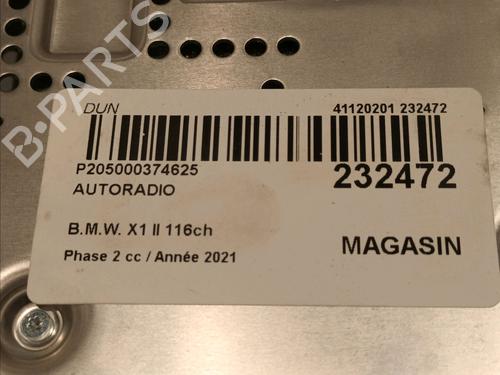 DUN 41120201 232472
P205000374625 232472
AUTORADIO
B.M.W. X1 II 116ch
MAGASIN
Phase 2 cc / Année 2021
B-PARTS